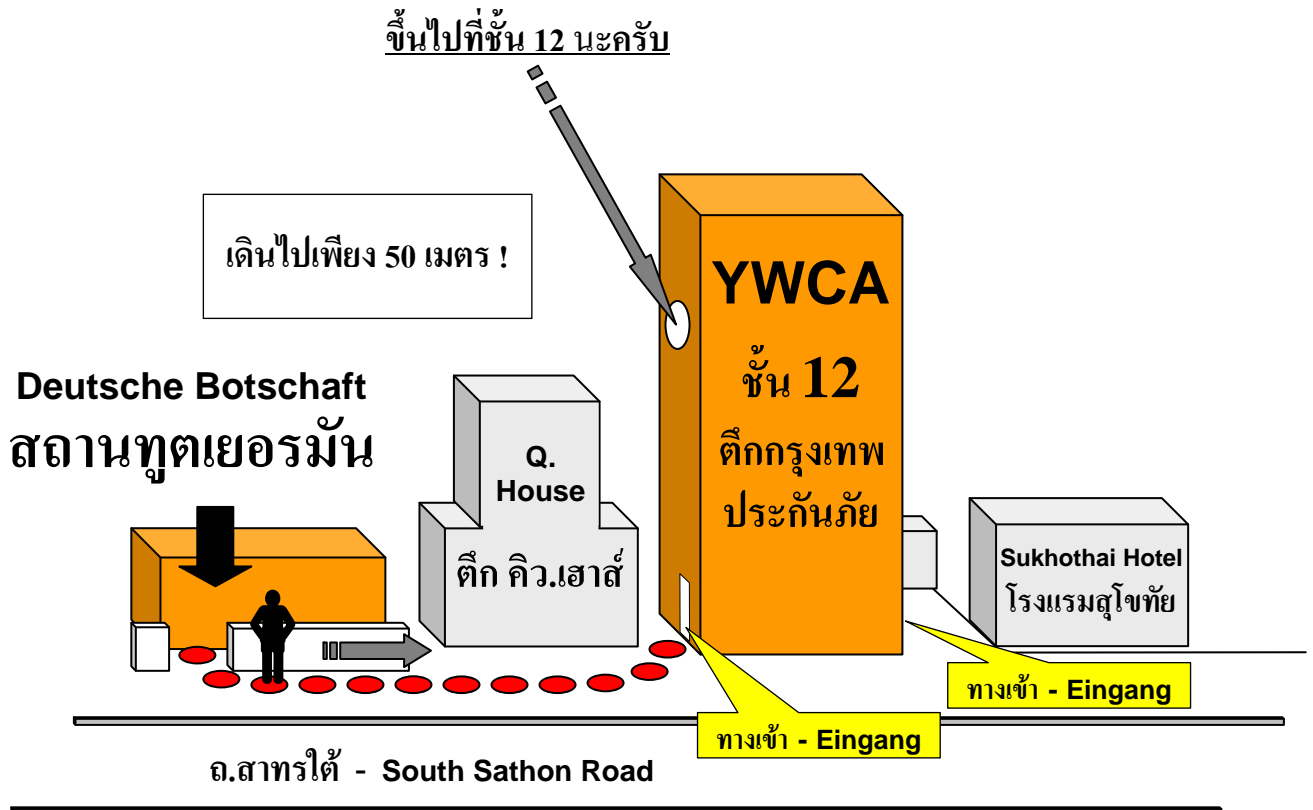 ขึ้นไปที่ชั้น 12 นะครับ
เดินไปเพียง 50 เมตร !
YWCA
ชั้น 12
ตึกกรุงเทพ
ประกันภัย
Deutsche Botschaft
สถานทูตเยอรมัน
Q.
House
ตึก คิว.เฮาส์
Sukhothai Hotel
โรงแรมสุโขทัย
ทางเข้า - Eingang
ทางเข้า - Eingang
ถ.สาทรใต้ - South Sathon Road